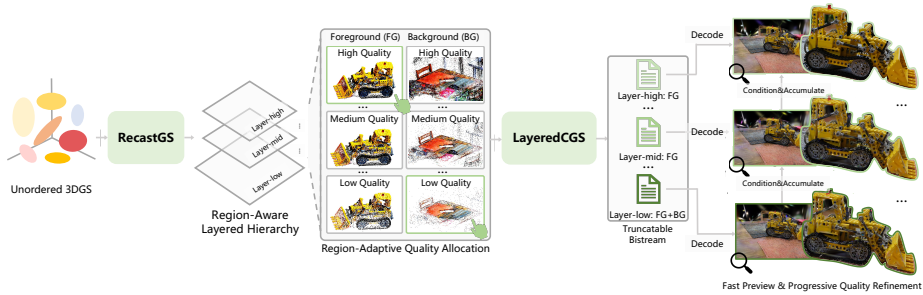 Unordered 3DGS
RecastGS
Layer-high
Layer-mid
Layer-low
Region-Aware
Layered Hierarchy
Foreground (FG)
Background (BG)
High Quality
High Quality
...
...
Medium Quality
Medium Quality
...
...
Low Quality
Low Quality
Region-Adaptive Quality Allocation
LayeredCGS
Layer-high: FG
...
Layer-mid: FG
...
Layer-low: FG+BG
Truncatable
Bistream
Decode
Condition&Accumulate
...
Decode
Condition&Accumulate
...
Decode
Fast Preview & Progressive Quality Refinement